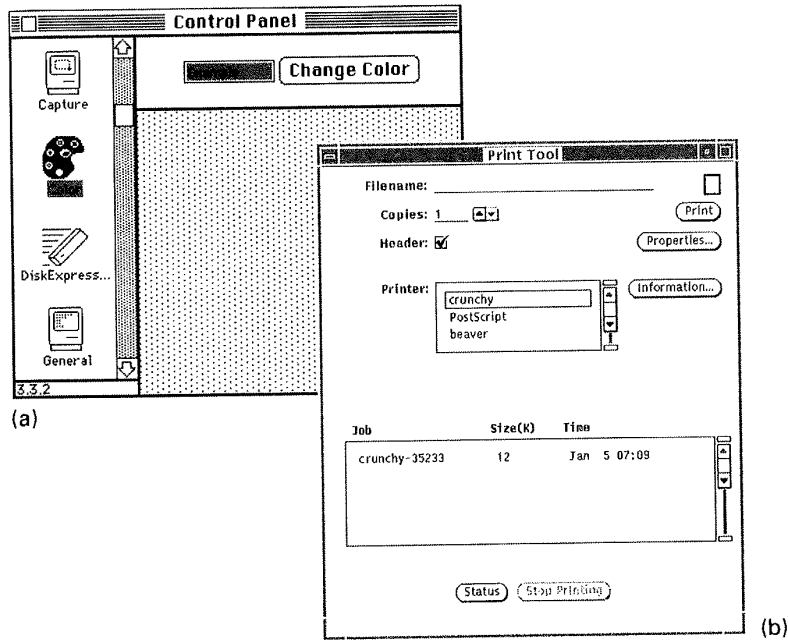 Control Panel
Capture
Change Color
DiskExpress...
General
3.3.2
(a)
Print Tool
Filename:
Print
Copies: 1
Header:
Properties...
Printer:
Information...
crunchy
PostScript
beaver
Job Size(K) Time
crunchy-35233 12 Jan 5 07:09
Status Stop Printing
(b)